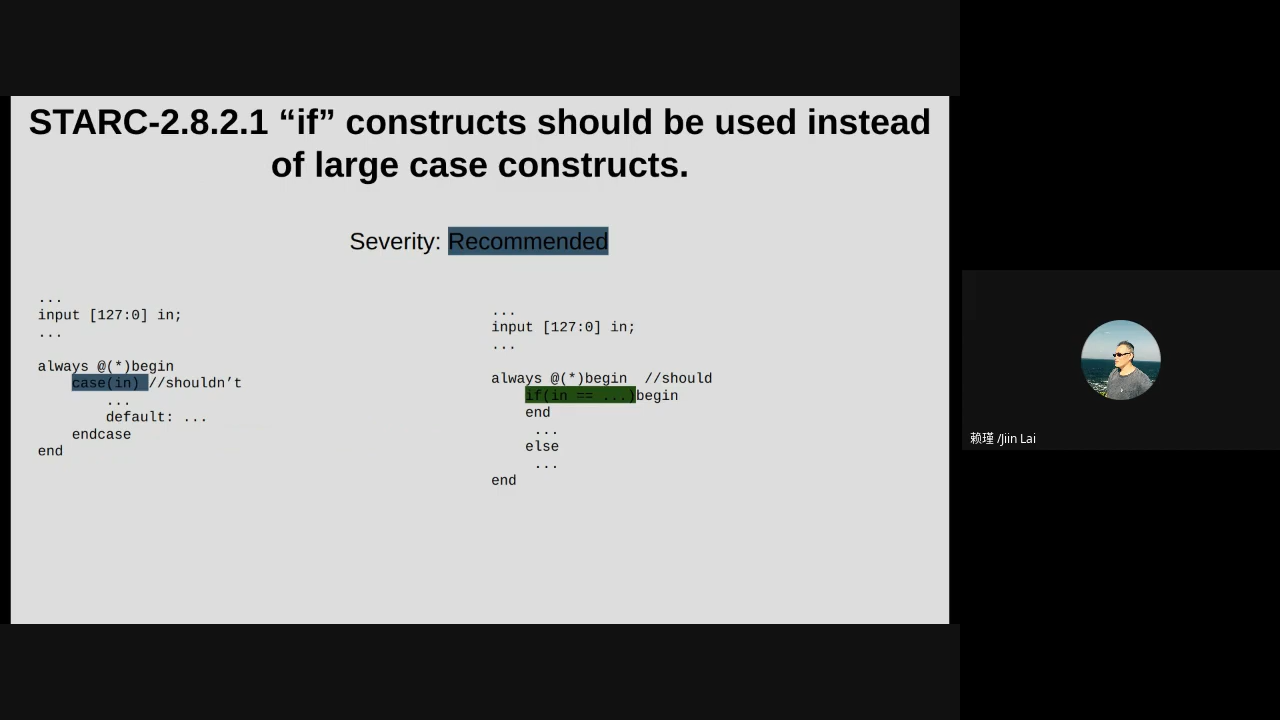 STARC-2.8.2.1 “if” constructs should be used instead
of large case constructs.
Severity: Recommended
...
input [127:0] in;
...
always @(*)begin
case(in) //shouldn’t
...
default: ...
endcase
end
...
input [127:0] in;
...
always @(*)begin  //should
if(in == ...)begin
end
...
else
...
end
赖瑾 /Jiin Lai